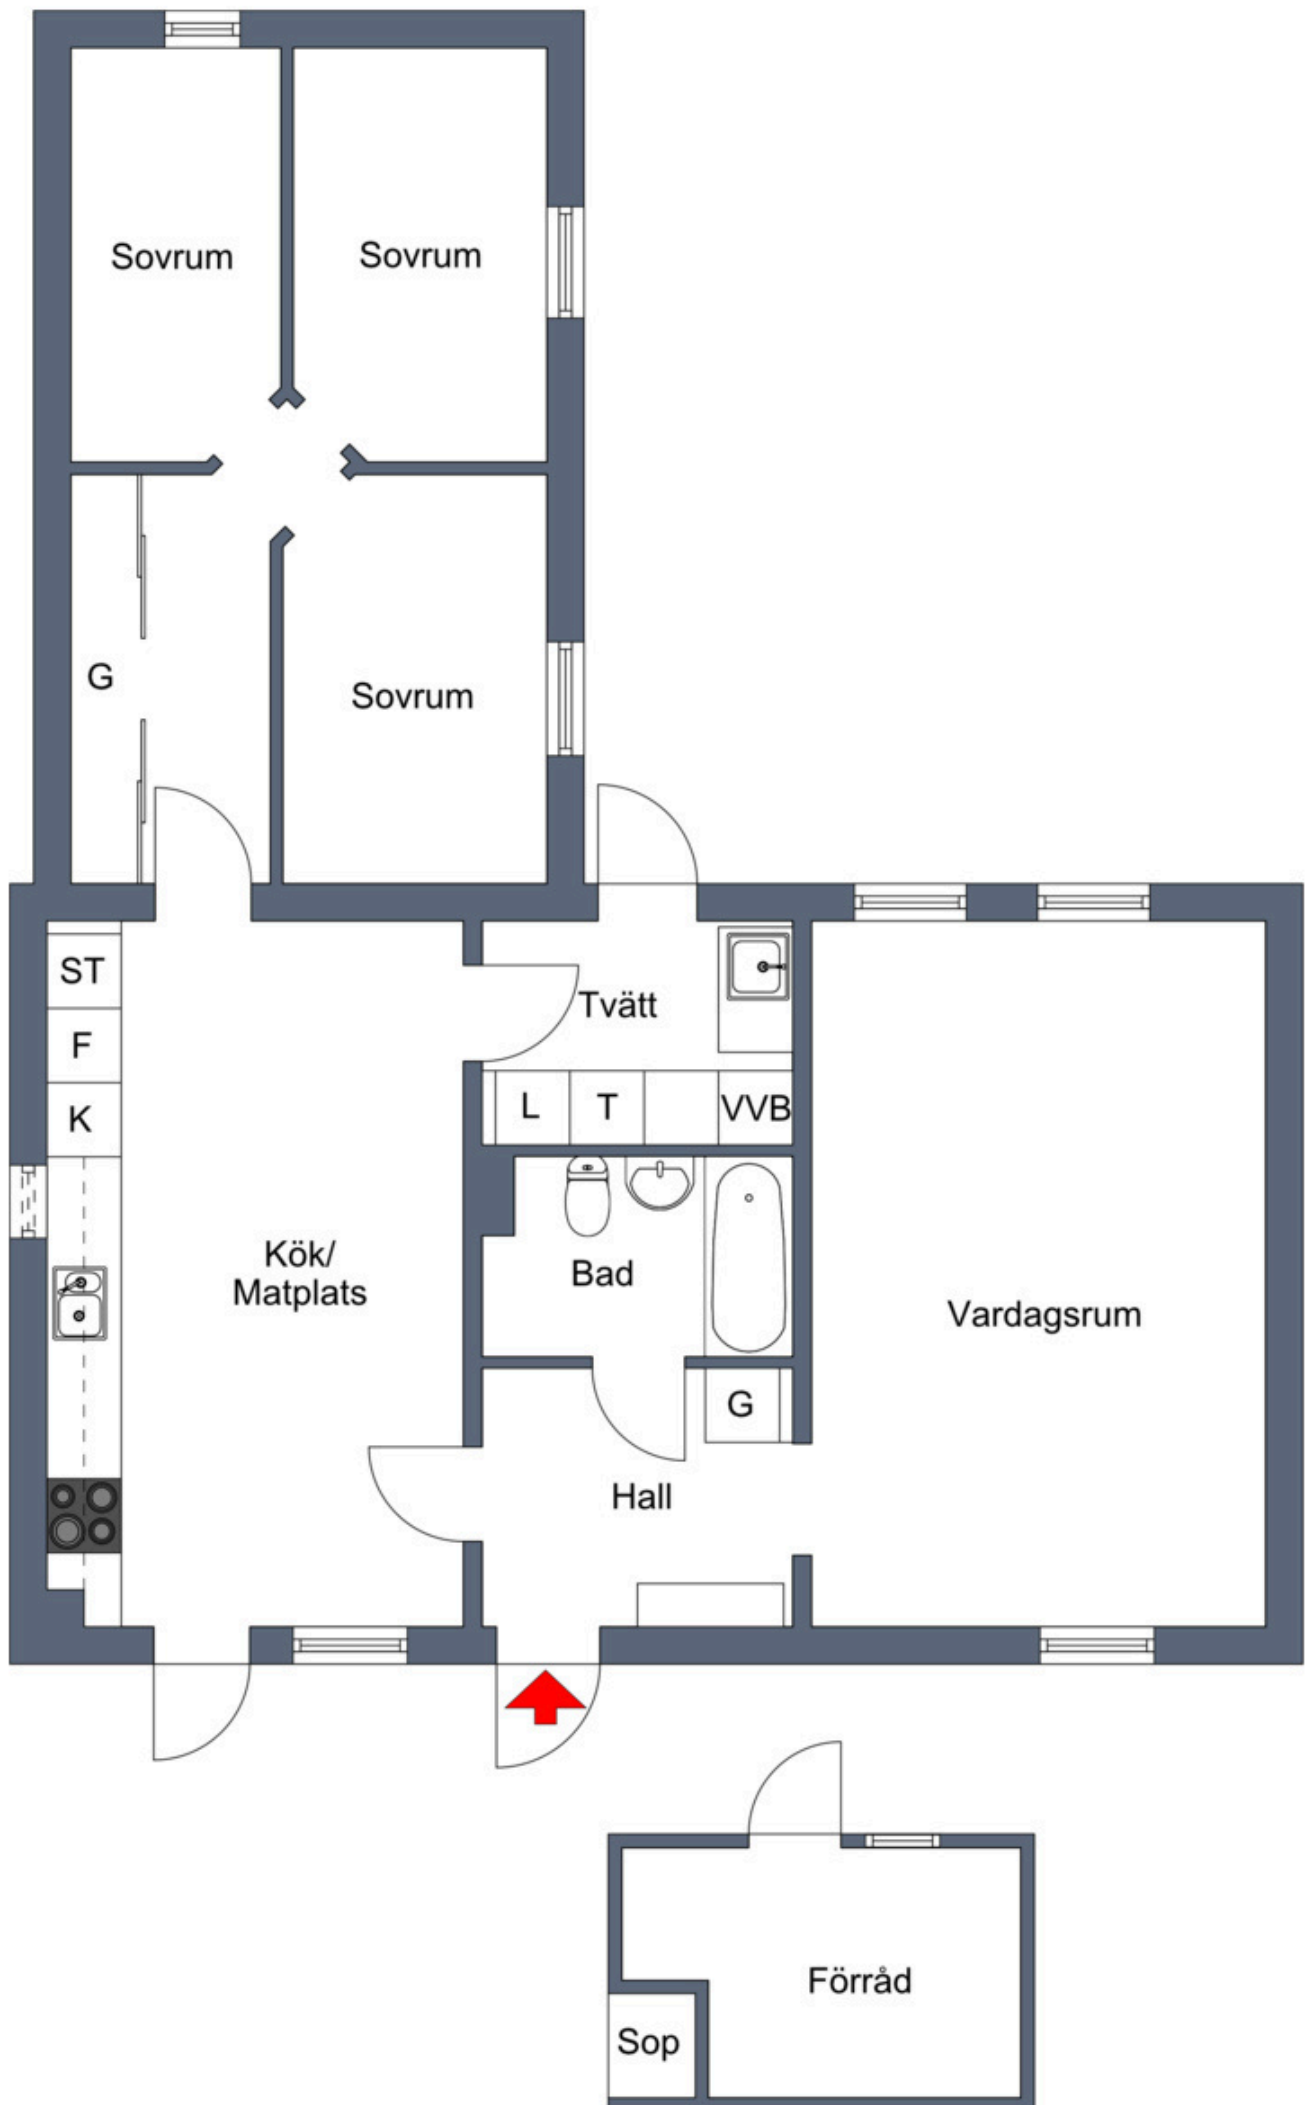 Sovrum
Sovrum
G
Sovrum
ST
F
K
Tvätt
L
T
VVB
Kök/
Matplats
Bad
Vardagsrum
G
Hall
Förråd
Sop